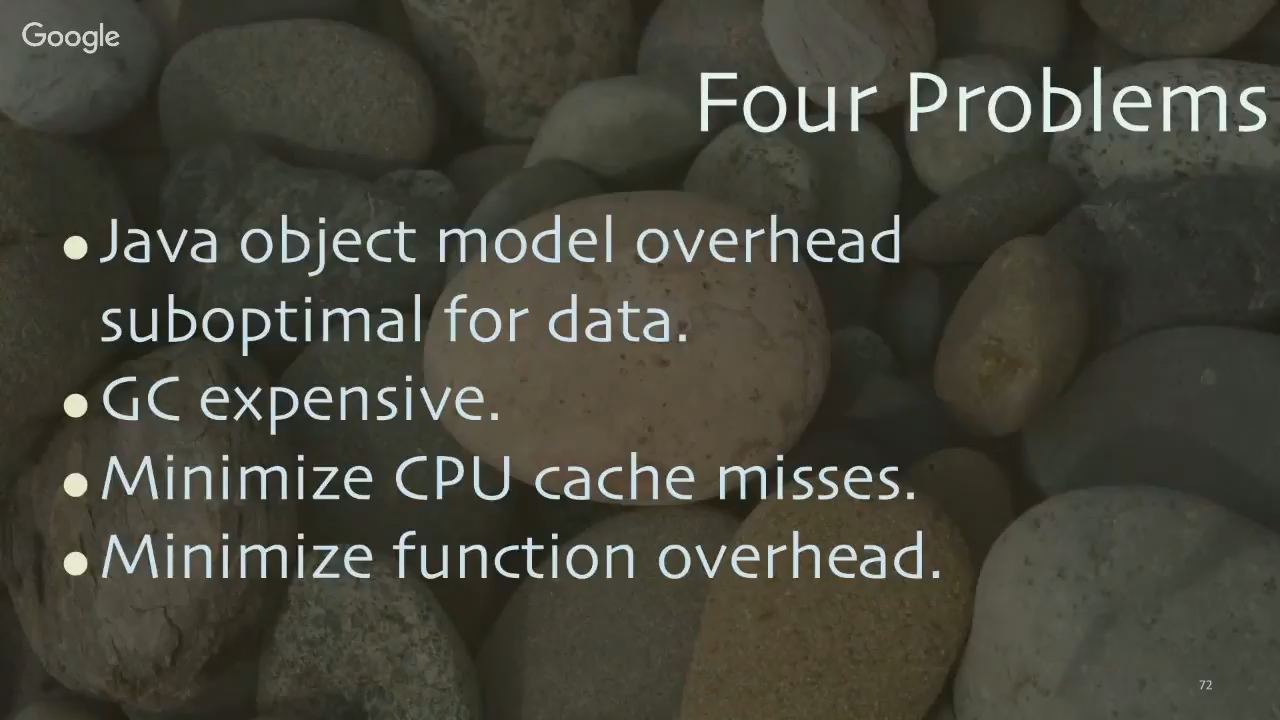 Google
Four Problems
Java object model overhead
suboptimal for data.
GC expensive.
Minimize CPU cache misses.
Minimize function overhead.
72